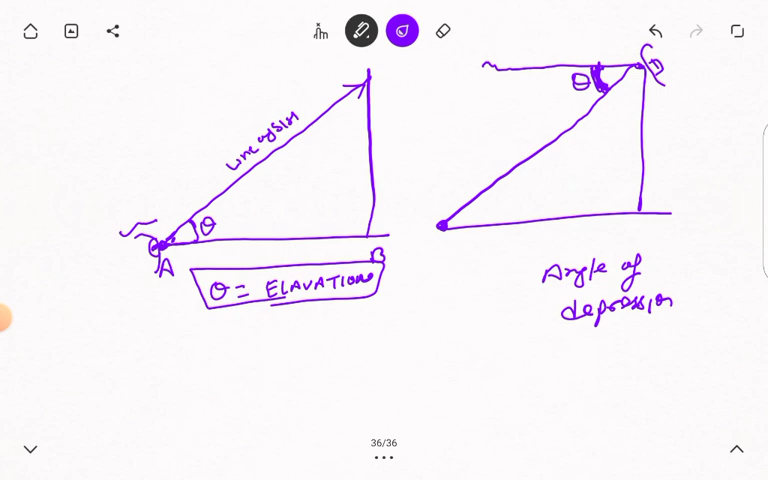 Line of sight
θ
A
B
θ = ELAVATION
θ
Angle of
depression
36/36